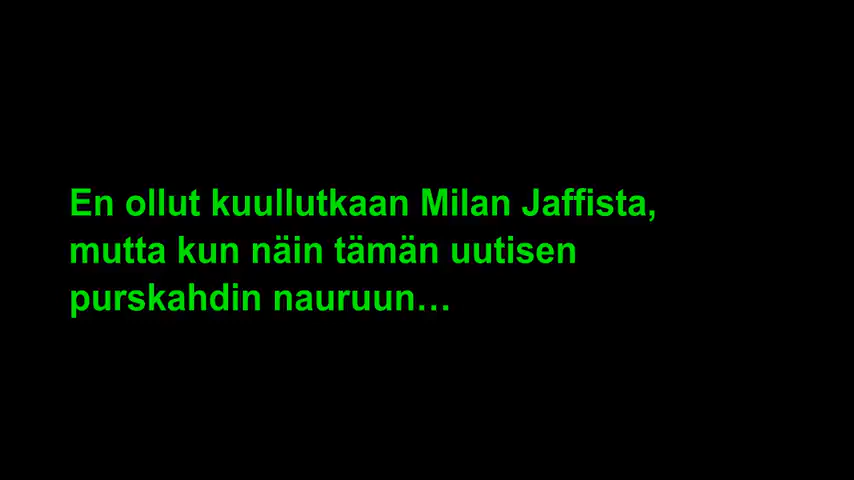 En ollut kuullutkaan Milan Jaffista,
mutta kun näin tämän uutisen
purskahdin nauruun…